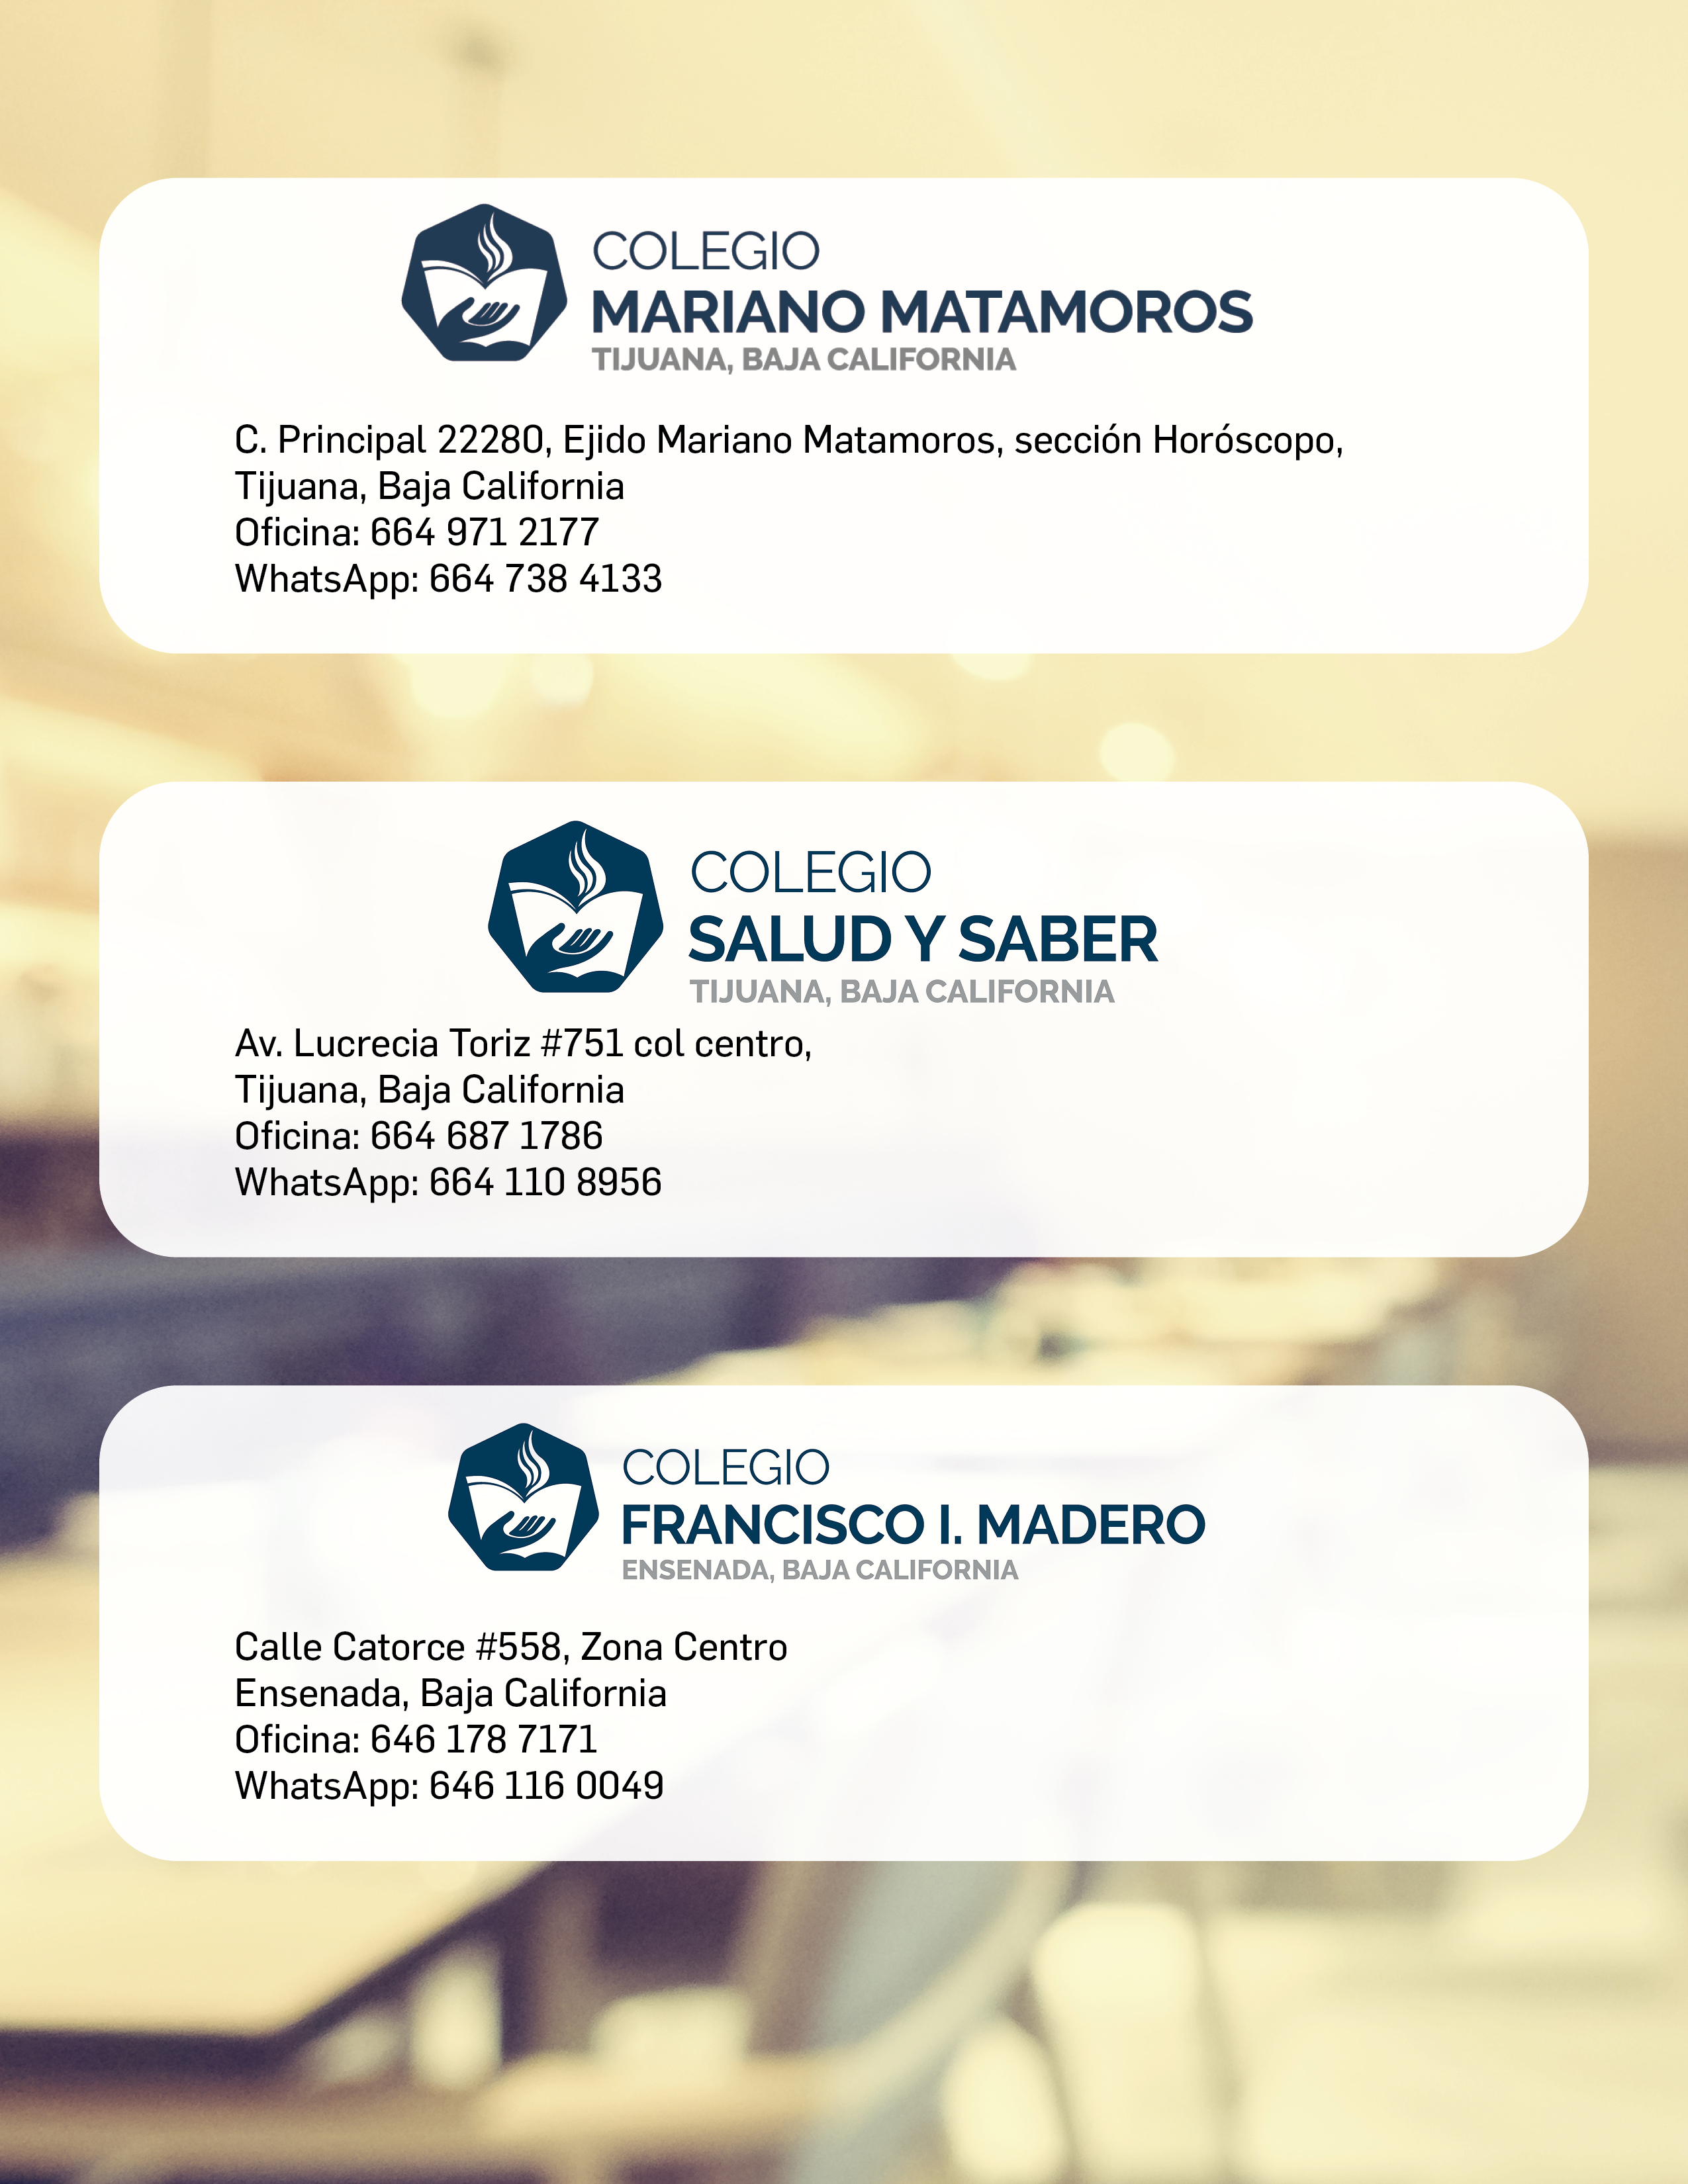 COLEGIO
MARIANO MATAMOROS
TIJUANA, BAJA CALIFORNIA
C. Principal 22280, Ejido Mariano Matamoros, sección Horóscopo,
Tijuana, Baja California
Oficina: 664 971 2177
WhatsApp: 664 738 4133
COLEGIO
SALUD Y SABER
TIJUANA, BAJA CALIFORNIA
Av. Lucrecia Toriz #751 col centro,
Tijuana, Baja California
Oficina: 664 687 1786
WhatsApp: 664 110 8956
COLEGIO
FRANCISCO I. MADERO
ENSENADA, BAJA CALIFORNIA
Calle Catorce #558, Zona Centro
Ensenada, Baja California
Oficina: 646 178 7171
WhatsApp: 646 116 0049